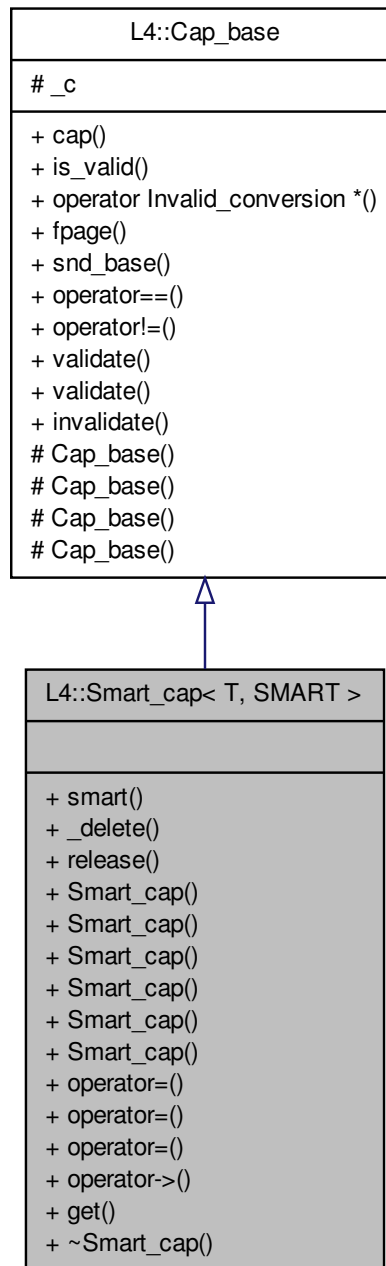 L4::Cap_base
# _c
+ cap()
+ is_valid()
+ operator Invalid_conversion *()
+ fpage()
+ snd_base()
+ operator==()
+ operator!=()
+ validate()
+ validate()
+ invalidate()
# Cap_base()
# Cap_base()
# Cap_base()
# Cap_base()
L4::Smart_cap< T, SMART >
+ smart()
+ _delete()
+ release()
+ Smart_cap()
+ Smart_cap()
+ Smart_cap()
+ Smart_cap()
+ Smart_cap()
+ Smart_cap()
+ operator=()
+ operator=()
+ operator=()
+ operator->()
+ get()
+ ~Smart_cap()